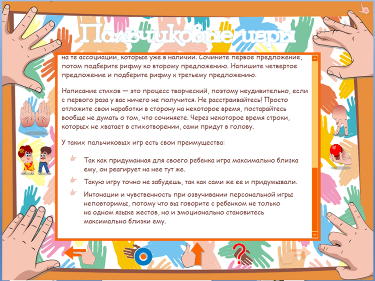 Пальчиковые игры
на те ассоциации, которые уже в наличии. Сочините первое предложение,
потом подберите рифму ко второму предложению. Напишите четвертое
предложение и подберите рифму к третьему предложению.
Написание стихов — это процесс творческий, поэтому неудивительно, если
с первого раза у вас ничего не получится. Не расстраивайтесь! Просто
отложите свои наработки в сторону на некоторое время, постарайтесь
вообще не думать о том, что сочиняете. Через некоторое время строки,
которых не хватает в стихотворении, сами придут в голову.
У таких пальчиковых игр есть свои преимущества:
Так как придуманная для своего ребенка игра максимально близка
ему, он реагирует на нее тут же.
Такую игру точно не забудешь, так как сами же ее и придумывали.
Интонации и чувственность при озвучивании персональной игры
неповторимы, потому что вы говорите с ребенком не только
на одном языке жестов, но и эмоционально становитесь
максимально близки ему.